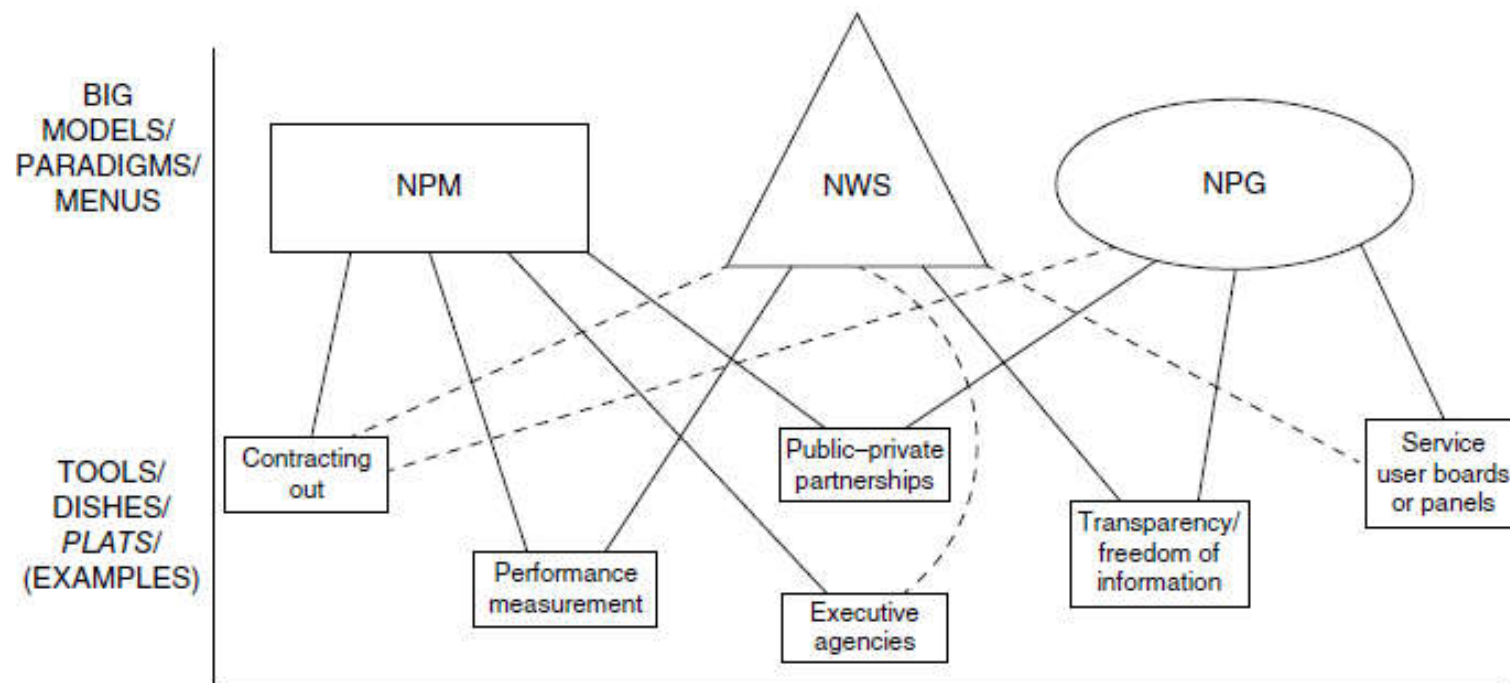 BIG
MODELS/
PARADIGMS/
MENUS
NPM
NWS
NPG
TOOLS/
DISHES/
PLATS/
(EXAMPLES)
Contracting
out
Performance
measurement
Public–private
partnerships
Executive
agencies
Transparency/
freedom of
information
Service
user boards
or panels